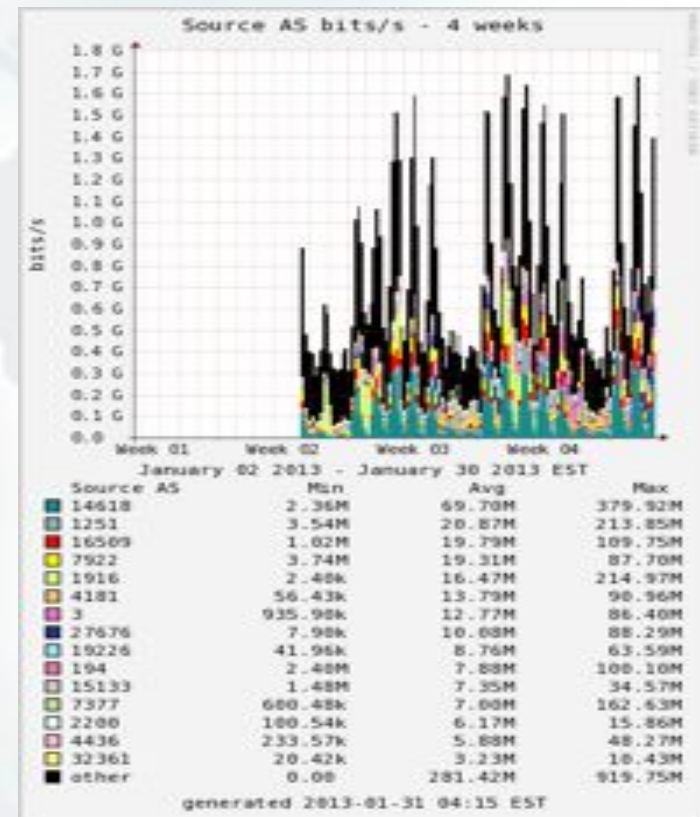 Source AS bits/s - 4 weeks
1.8 G
1.7 G
1.6 G
1.5 G
1.4 G
1.3 G
1.2 G
1.1 G
1.0 G
0.9 G
0.8 G
0.7 G
0.6 G
0.5 G
0.4 G
0.3 G
0.2 G
0.1 G
0.0
bits/s
Week 01 Week 02 Week 03 Week 04
January 02 2013 - January 30 2013 EST
Source AS Min Avg Max
14618 2.36M 69.70M 379.92M
1251 3.54M 20.87M 213.85M
16509 1.02M 19.79M 109.75M
7922 3.74M 19.31M 87.70M
1916 2.40k 16.47M 214.97M
4181 56.43k 13.79M 90.96M
3 935.90k 12.77M 86.40M
27676 7.90k 10.08M 88.29M
19226 41.96k 8.76M 63.59M
194 2.40M 7.88M 100.10M
15133 1.48M 7.35M 34.57M
7377 600.48k 7.00M 162.63M
2200 100.54k 6.17M 15.86M
4436 233.57k 5.88M 48.27M
32361 20.42k 3.23M 10.43M
other 0.00 281.42M 919.75M
generated 2013-01-31 04:15 EST